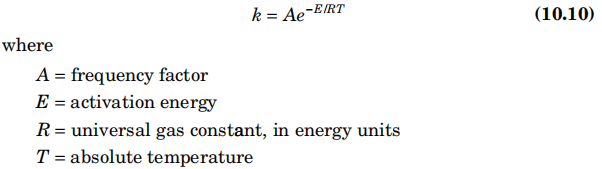 k = Ae^{-E/RT} (10.10)
where
A = frequency factor
E = activation energy
R = universal gas constant, in energy units
T = absolute temperature